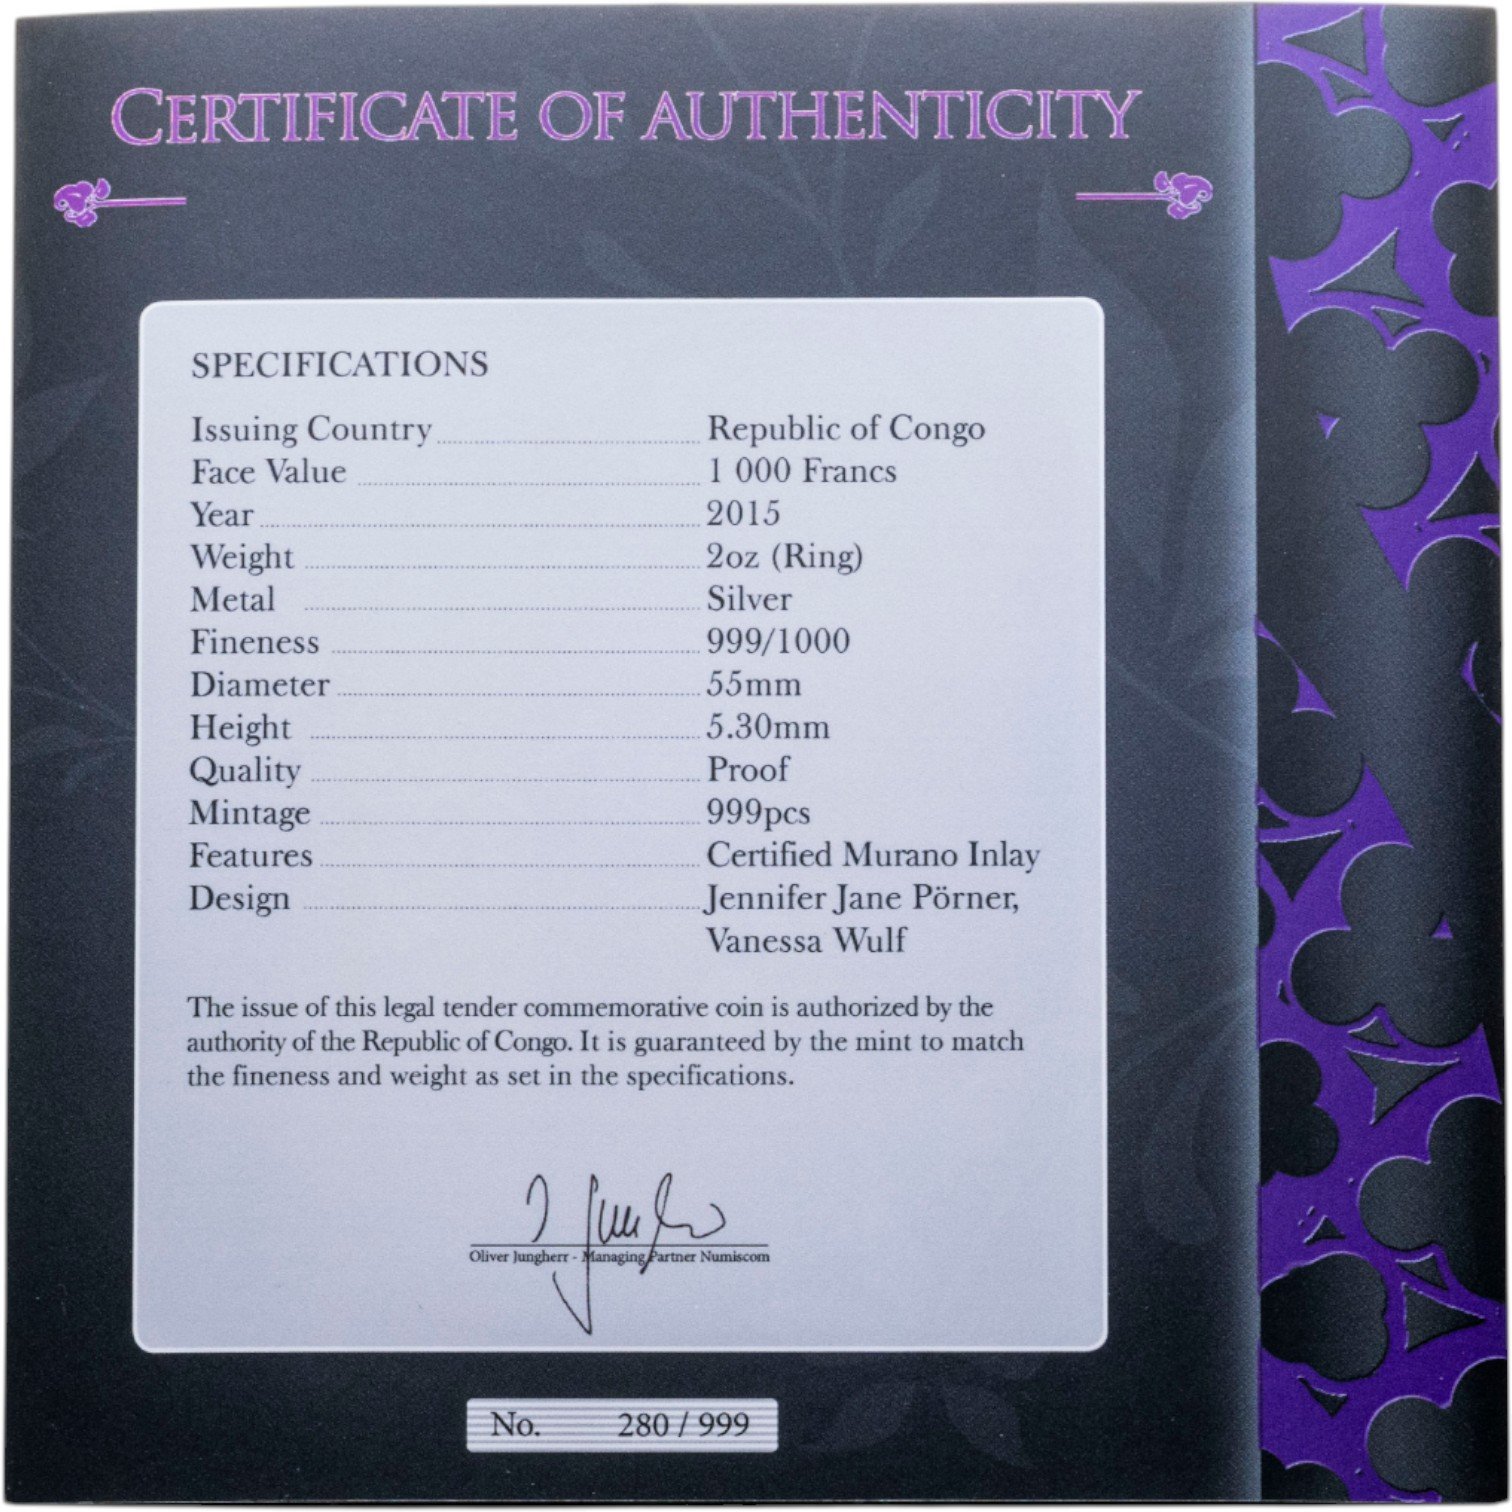 CERTIFICATE OF AUTHENTICITY
SPECIFICATIONS
Issuing Country Republic of Congo
Face Value 1 000 Francs
Year 2015
Weight 2oz (Ring)
Metal Silver
Fineness 999/1000
Diameter 55mm
Height 5.30mm
Quality Proof
Mintage 999pcs
Features Certified Murano Inlay
Design Jennifer Jane Pörner,
Vanessa Wulf
The issue of this legal tender commemorative coin is authorized by the
authority of the Republic of Congo. It is guaranteed by the mint to match
the fineness and weight as set in the specifications.
Oliver Jungherr - Managing Partner Numiscom
No. 280 / 999